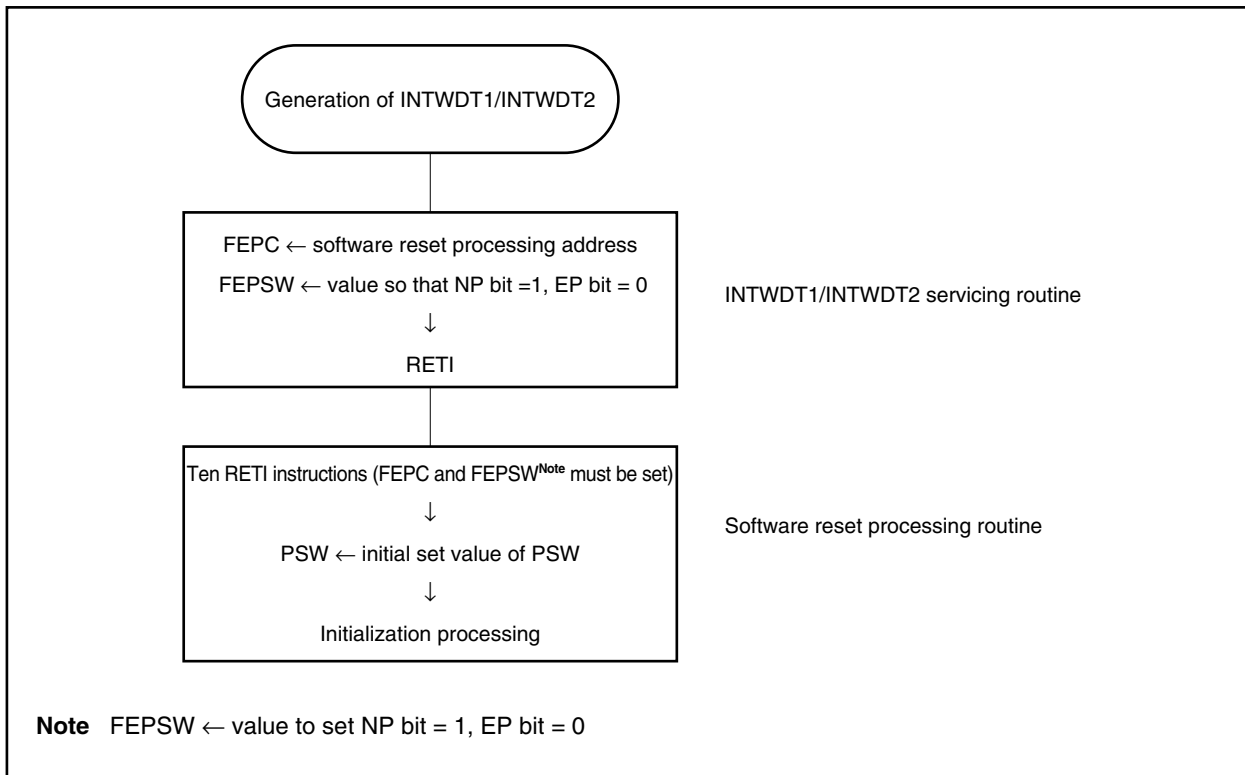 Generation of INTWDT1/INTWDT2
FEPC ← software reset processing address
FEPSW ← value so that NP bit =1, EP bit = 0
↓
RETI
INTWDT1/INTWDT2 servicing routine
Ten RETI instructions (FEPC and FEPSWNote must be set)
↓
PSW ← initial set value of PSW
↓
Initialization processing
Software reset processing routine
Note FEPSW ← value to set NP bit = 1, EP bit = 0